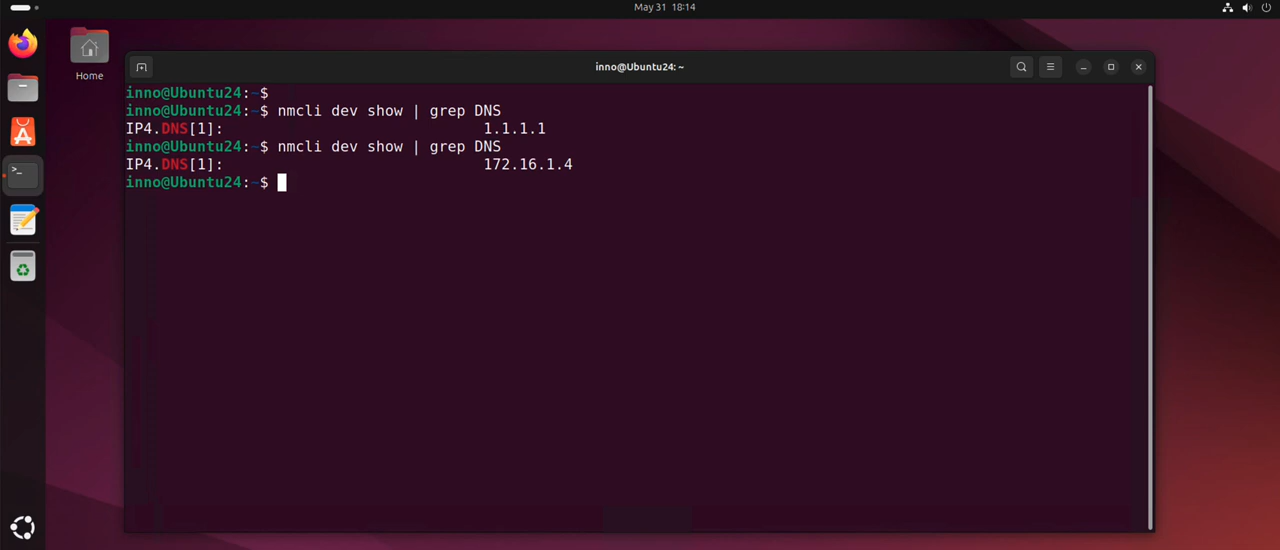 May 31 18:14
Home
inno@Ubuntu24: ~
inno@Ubuntu24:~$
inno@Ubuntu24:~$ nmcli dev show | grep DNS
IP4.DNS[1]: 1.1.1.1
inno@Ubuntu24:~$ nmcli dev show | grep DNS
IP4.DNS[1]: 172.16.1.4
inno@Ubuntu24:~$